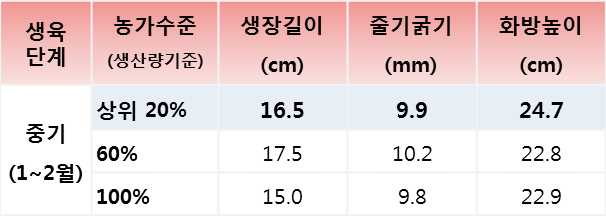 생육 단계 농가수준 (생산량기준) 생장길이 (cm) 줄기굵기 (mm) 화방높이 (cm)
중기 (1~2월) 상위 20% 16.5 9.9 24.7
60% 17.5 10.2 22.8
100% 15.0 9.8 22.9